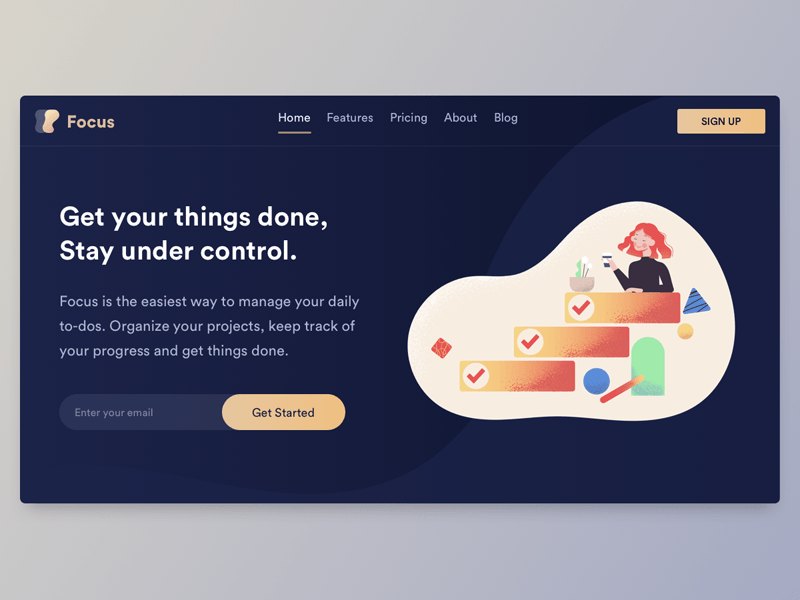 Focus
Home
Features
Pricing
About
Blog
SIGN UP
Get your things done,
Stay under control.
Focus is the easiest way to manage your daily
to-dos. Organize your projects, keep track of
your progress and get things done.
Enter your email
Get Started